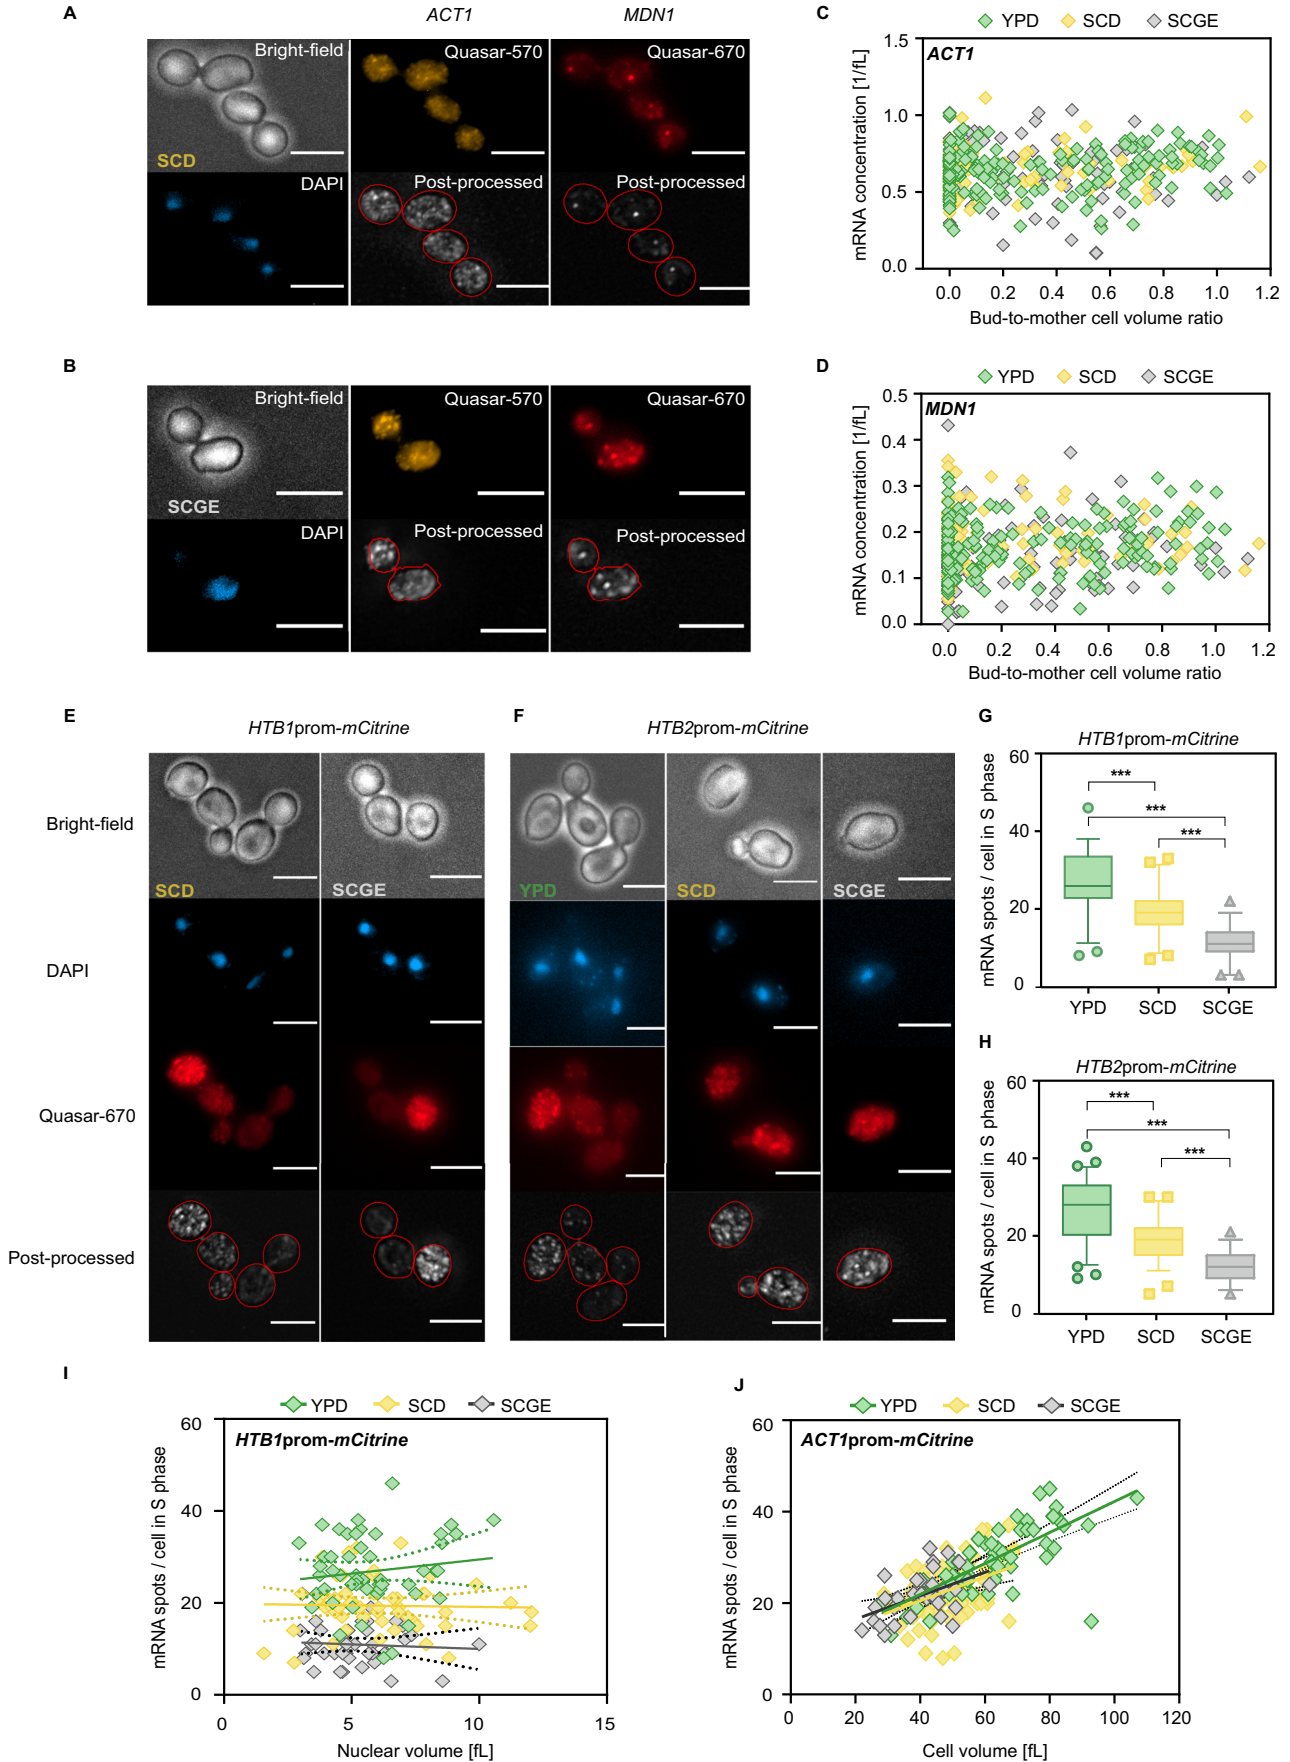 A
ACT1
MDN1
Bright-field
Quasar-570
Quasar-670
SCD
DAPI
Post-processed
Post-processed
B
Bright-field
Quasar-570
Quasar-670
SCGE
DAPI
Post-processed
Post-processed
C
YPD SCD SCGE
ACT1
mRNA concentration [1/fL]
1.5
1.0
0.5
0.0
0.0 0.2 0.4 0.6 0.8 1.0 1.2
Bud-to-mother cell volume ratio
D
YPD SCD SCGE
MDN1
mRNA concentration [1/fL]
0.5
0.4
0.3
0.2
0.1
0.0
0.0 0.2 0.4 0.6 0.8 1.0 1.2
Bud-to-mother cell volume ratio
E
HTB1prom-mCitrine
Bright-field
SCD
SCGE
DAPI
Quasar-670
Post-processed
F
HTB2prom-mCitrine
YPD
SCD
SCGE
G
HTB1prom-mCitrine
mRNA spots / cell in S phase
60
40
20
0
***
***
***
YPD SCD SCGE
H
HTB2prom-mCitrine
mRNA spots / cell in S phase
60
40
20
0
***
***
***
YPD SCD SCGE
I
YPD SCD SCGE
HTB1prom-mCitrine
mRNA spots / cell in S phase
60
40
20
0
0 5 10 15
Nuclear volume [fL]
J
YPD SCD SCGE
ACT1prom-mCitrine
mRNA spots / cell in S phase
60
40
20
0
0 20 40 60 80 100 120
Cell volume [fL]